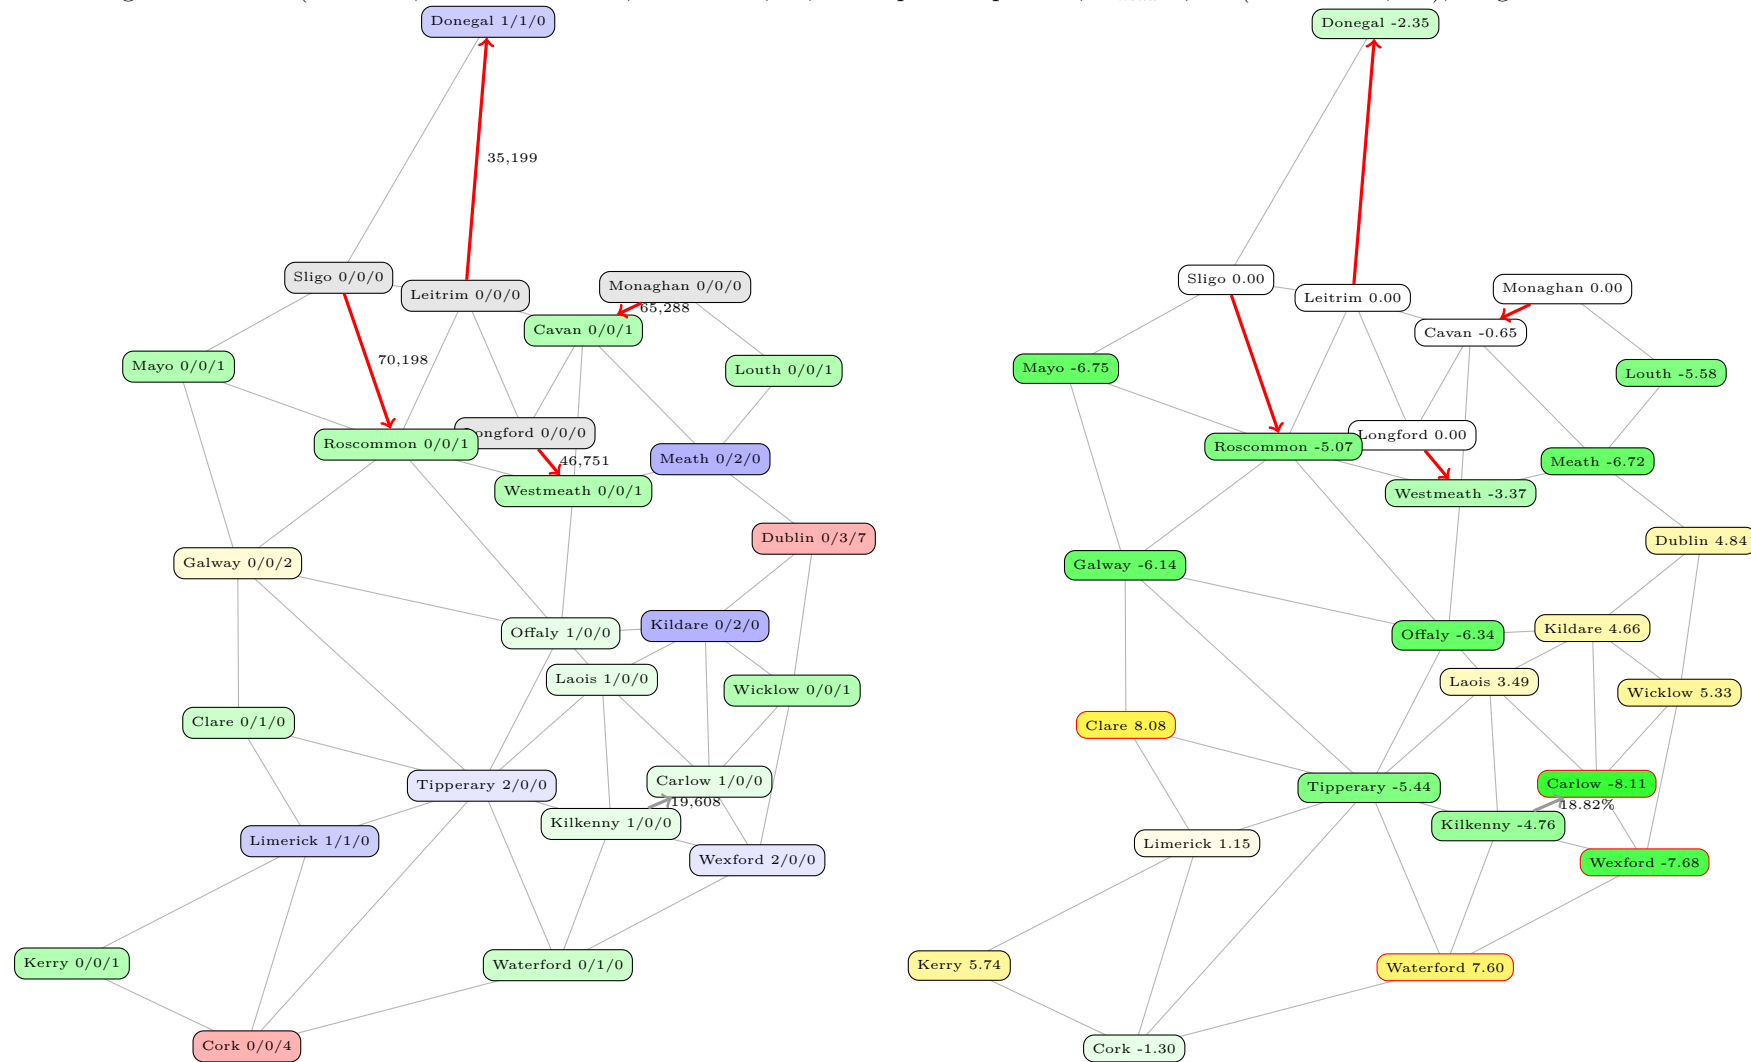 Donegal 1/1/0
35,199
Sligo 0/0/0
Leitrim 0/0/0
Monaghan 0/0/0
65,288
Cavan 0/0/1
Mayo 0/0/1
70,198
Louth 0/0/1
Roscommon 0/0/1
0/0/0
46,751
Meath 0/2/0
Westmeath 0/0/1
Dublin 0/3/7
Galway 0/0/2
Offaly 1/0/0
Kildare 0/2/0
Laois 1/0/0
Wicklow 0/0/1
Clare 0/1/0
Tipperary 2/0/0
Carlow 1/0/0
19,608
Kilkenny 1/0/0
Limerick 1/1/0
Wexford 2/0/0
Kerry 0/0/1
Waterford 0/1/0
Cork 0/0/4
Donegal -2.35
Sligo 0.00
Leitrim 0.00
Monaghan 0.00
Cavan -0.65
Mayo -6.75
Louth -5.58
Roscommon -5.07
Longford 0.00
Meath -6.72
Westmeath -3.37
Dublin 4.84
Galway -6.14
Offaly -6.34
Kildare 4.66
Laois 3.49
Wicklow 5.33
Clare 8.08
Tipperary -5.44
Carlow -8.11
18.82%
Kilkenny -4.76
Limerick 1.15
Wexford -7.68
Kerry 5.74
Waterford 7.60
Cork -1.30